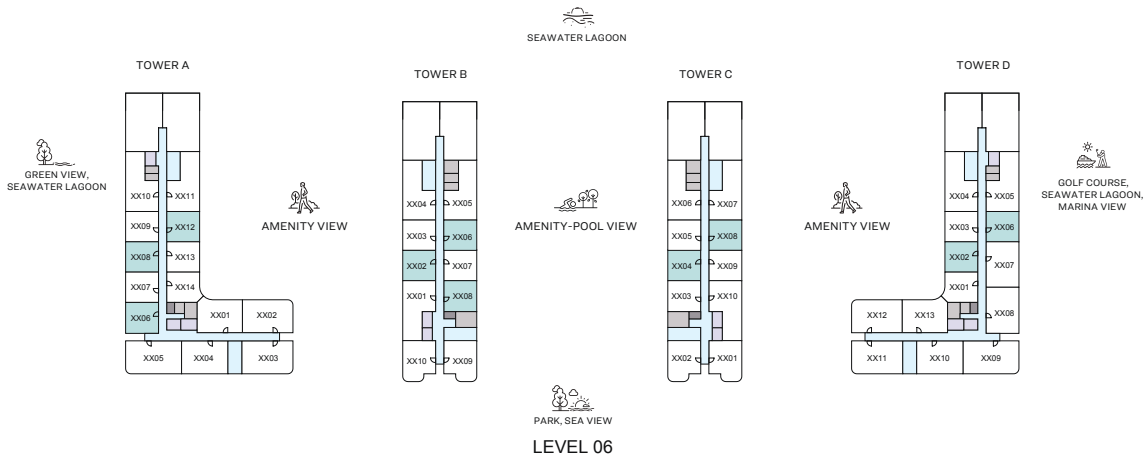 SEAWATER LAGOON
TOWER A
TOWER B
TOWER C
TOWER D
GREEN VIEW,
SEAWATER LAGOON
AMENITY VIEW
AMENITY-POOL VIEW
AMENITY VIEW
GOLF COURSE,
SEAWATER LAGOON,
MARINA VIEW
XX10 XX11
XX09 XX12
XX08 XX13
XX07 XX14
XX06 XX01 XX02
XX05 XX04 XX03
XX04 XX05
XX03 XX06
XX02 XX07
XX01 XX08
XX10 XX09
XX06 XX07
XX05 XX08
XX04 XX09
XX03 XX10
XX02 XX01
XX04 XX05
XX03 XX06
XX02 XX07
XX01
XX12 XX13 XX08
XX11 XX10 XX09
PARK, SEA VIEW
LEVEL 06